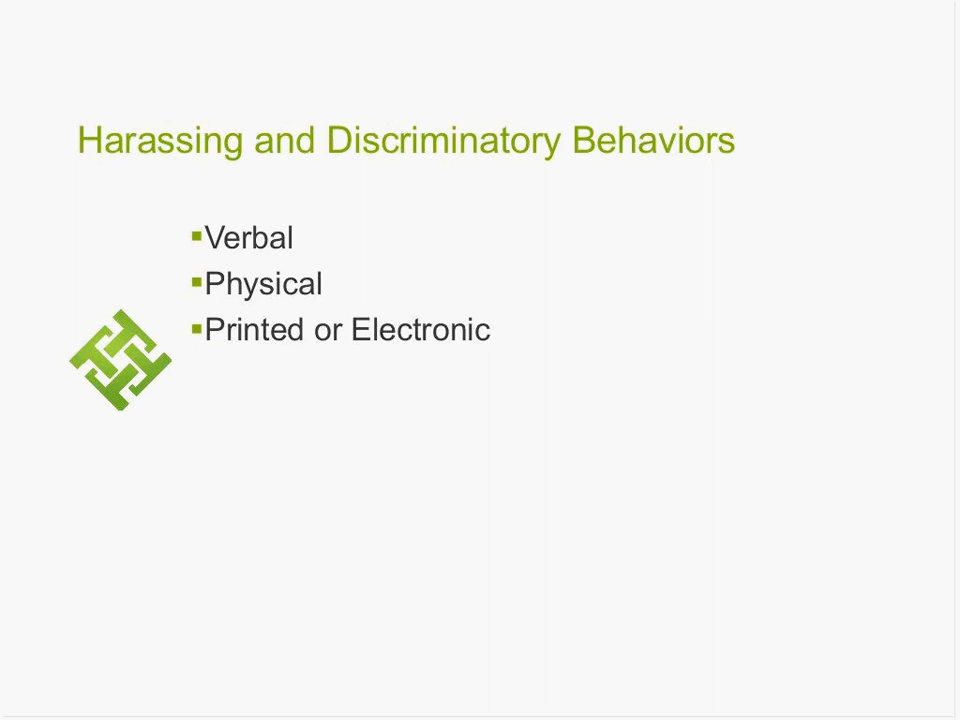 Harassing and Discriminatory Behaviors
▪Verbal
▪Physical
▪Printed or Electronic